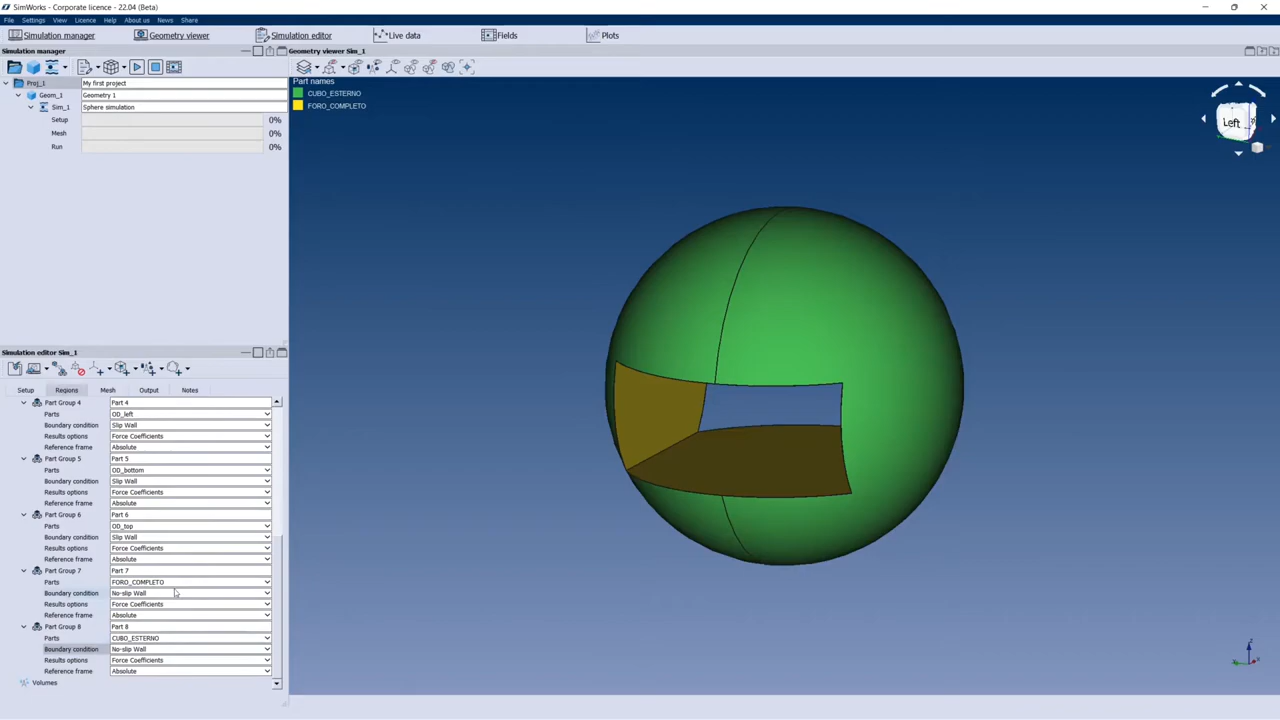 SimWorks - Corporate licence - 22.04 (Beta)
File Settings View Licence Help About us News Share
Simulation manager Geometry viewer Simulation editor Live data Fields Plots
Simulation manager
Geometry viewer Sim_1
Proj_1 My first project
Geom_1 Geometry 1
Sim_1 Sphere simulation
Setup 0%
Mesh 0%
Run 0%
Part names
CUBO_ESTERNO
FORO_COMPLETO
Left
Simulation editor Sim_1
Setup Regions Mesh Output Notes
Part Group 4 Part 4
Parts OD_left
Boundary condition Slip Wall
Results options Force Coefficients
Reference frame Absolute
Part Group 5 Part 5
Parts OD_bottom
Boundary condition Slip Wall
Results options Force Coefficients
Reference frame Absolute
Part Group 6 Part 6
Parts OD_top
Boundary condition Slip Wall
Results options Force Coefficients
Reference frame Absolute
Part Group 7 Part 7
Parts FORO_COMPLETO
Boundary condition No-slip Wall
Results options Force Coefficients
Reference frame Absolute
Part Group 8 Part 8
Parts CUBO_ESTERNO
Boundary condition No-slip Wall
Results options Force Coefficients
Reference frame Absolute
Volumes